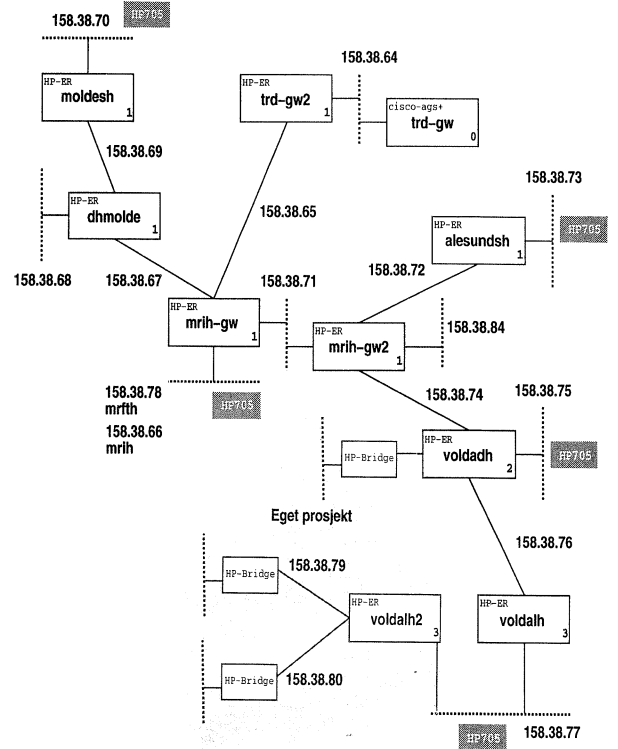 158.38.70
HP705
HP-ER
moldesh
1
158.38.64
HP-ER
trd-gw2
1
cisco-ags+
trd-gw
0
158.38.69
158.38.73
HP-ER
dhmolde
1
158.38.65
HP-ER
alesundsh
1
HP705
158.38.68
158.38.67
158.38.71
158.38.72
HP-ER
mrih-gw
1
HP-ER
mrih-gw2
1
158.38.84
158.38.78
mrfth
HP705
158.38.66
mrih
158.38.74
158.38.75
HP-Bridge
HP-ER
voldadh
2
HP705
Eget prosjekt
158.38.76
158.38.79
HP-Bridge
HP-ER
voldalh2
3
HP-ER
voldalh
3
HP-Bridge
158.38.80
HP705
158.38.77